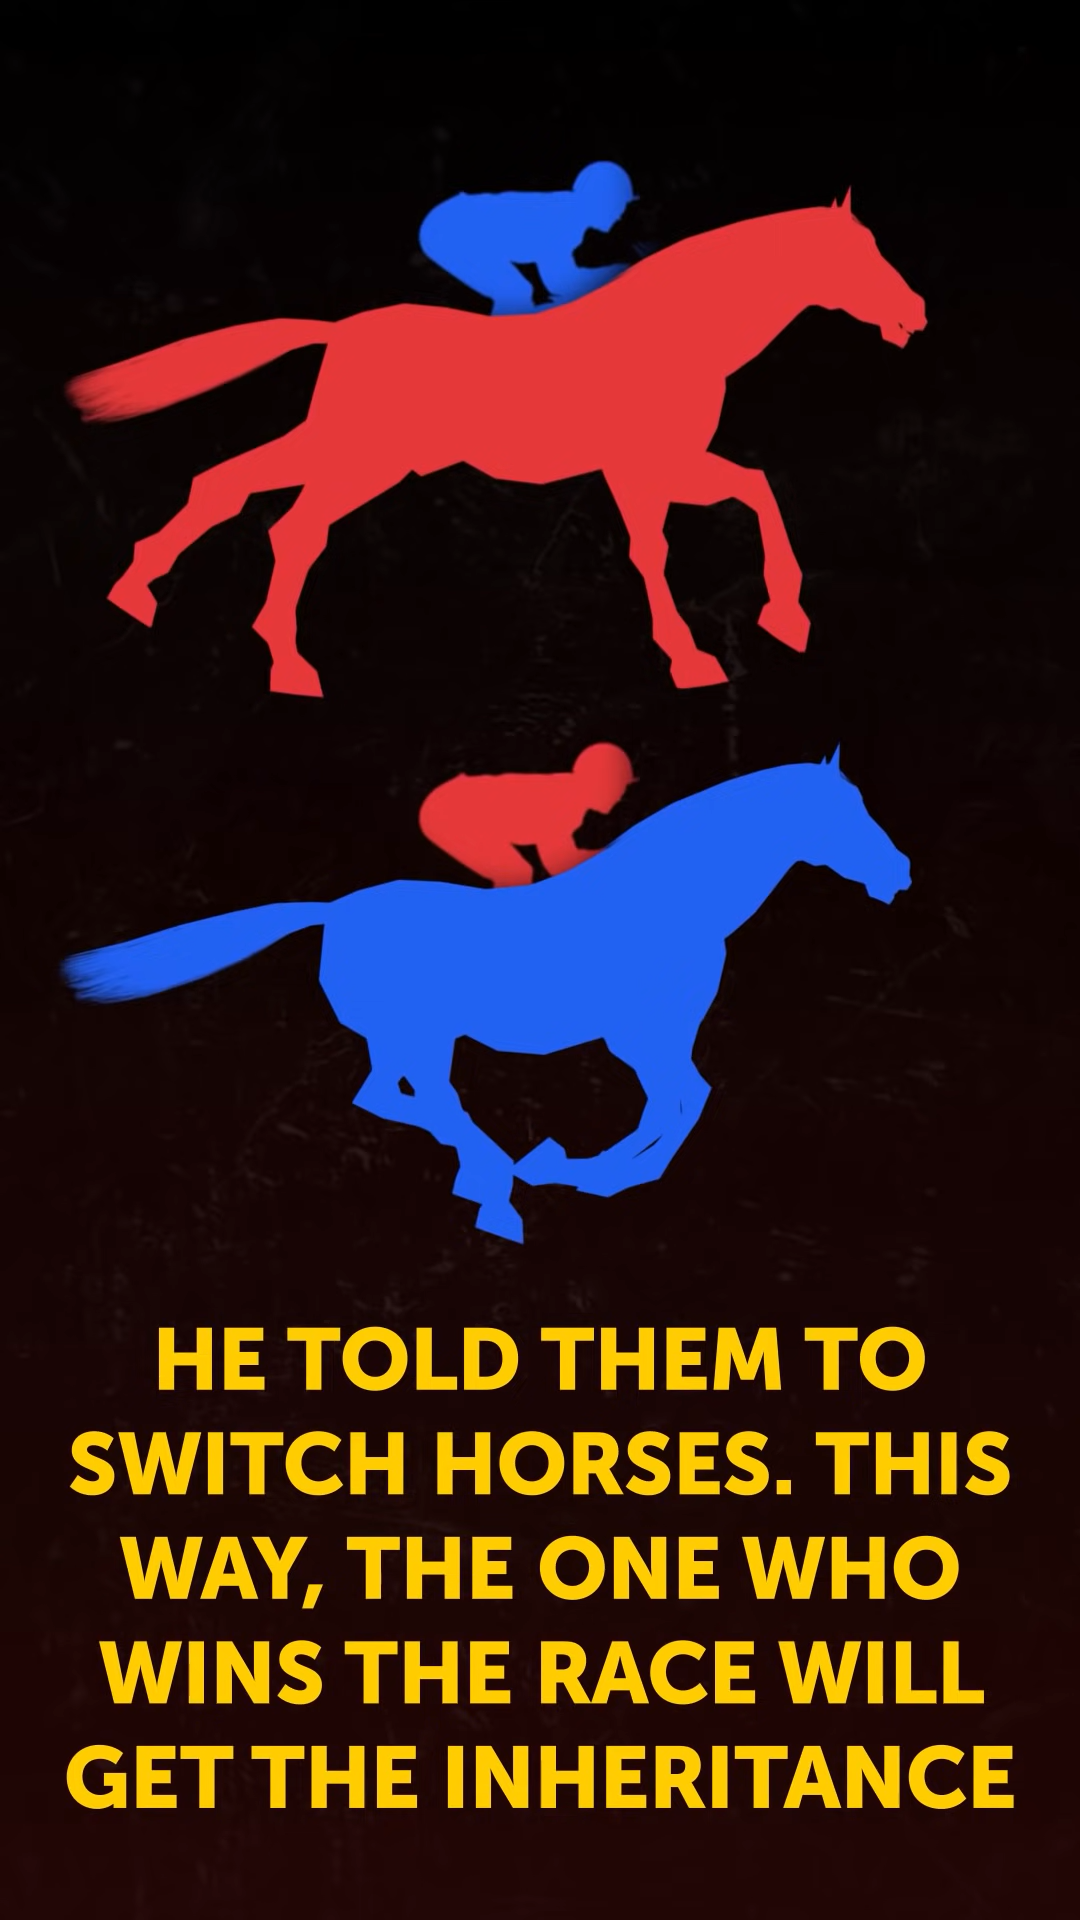 HE TOLD THEM TO
SWITCH HORSES. THIS
WAY, THE ONE WHO
WINS THE RACE WILL
GET THE INHERITANCE